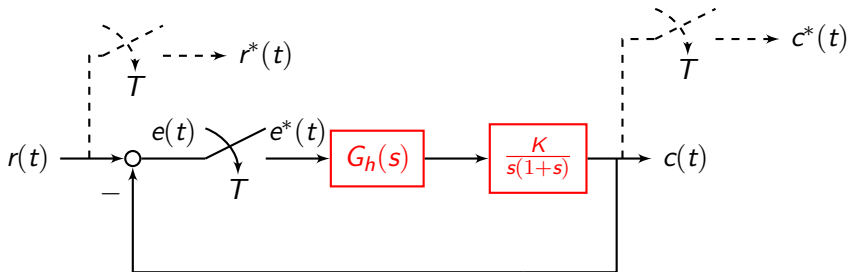 T
r*(t)
T
c*(t)
r(t)
e(t)
T
e*(t)
G_h(s)
K/s(1+s)
c(t)
−